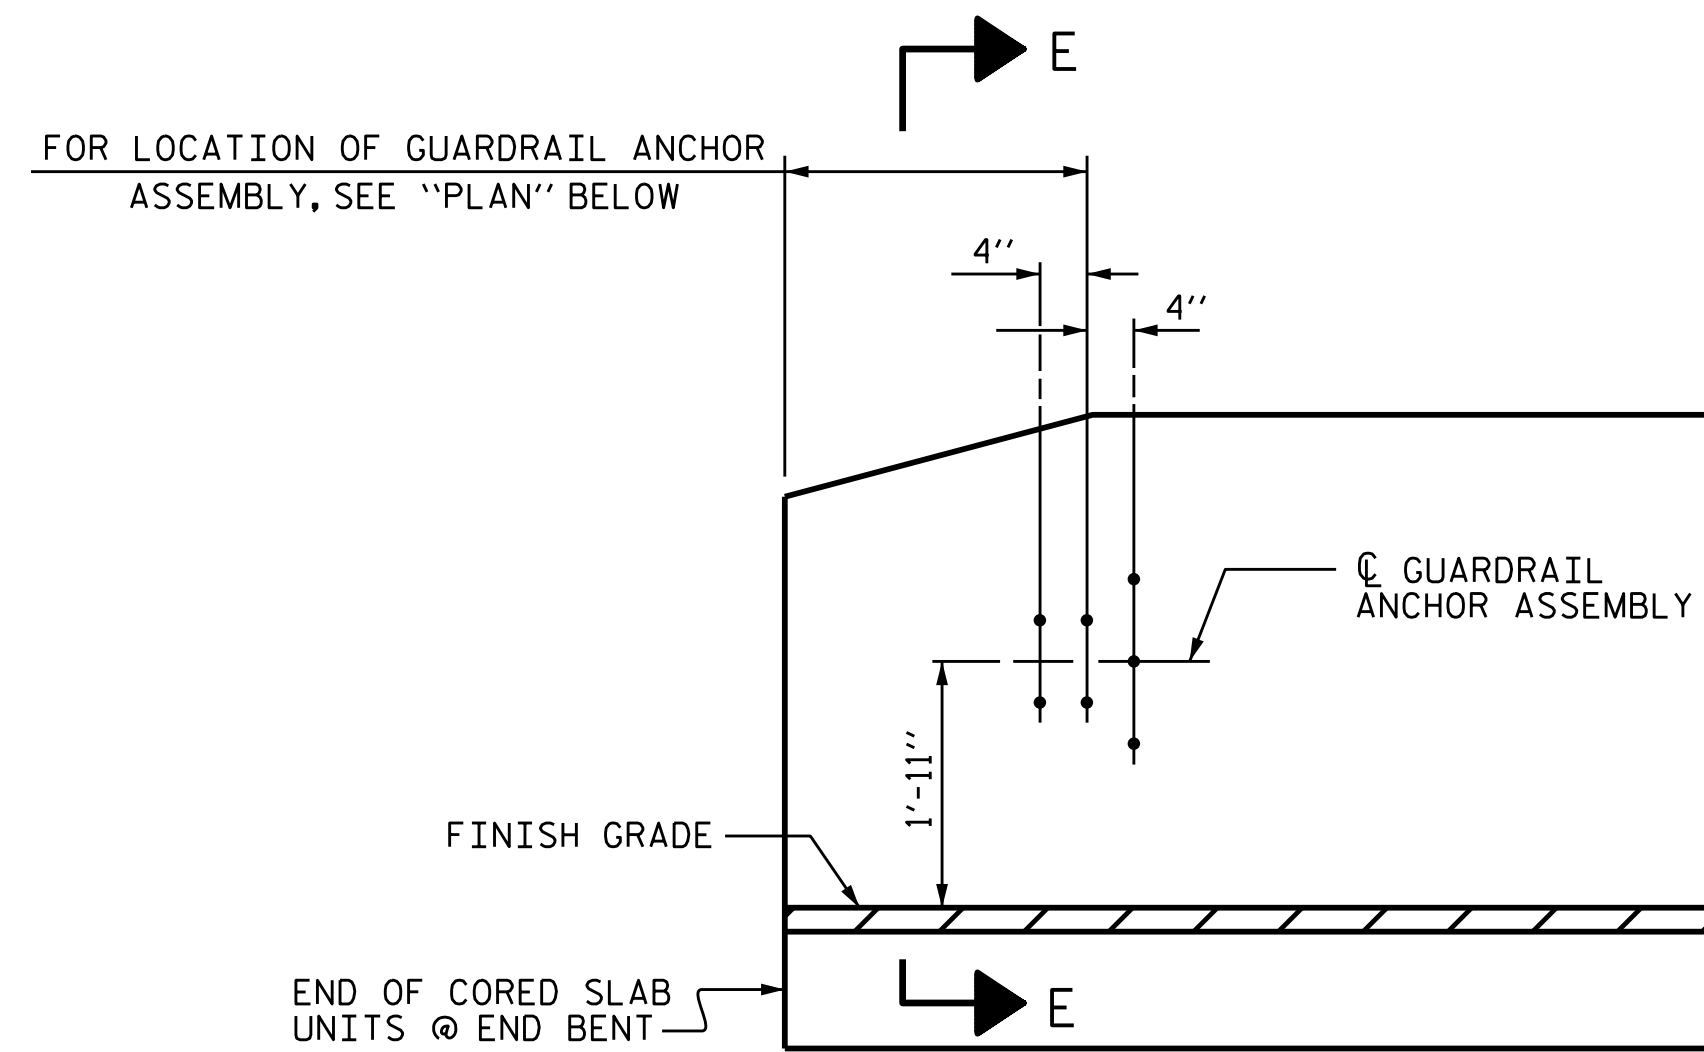 E
FOR LOCATION OF GUARDRAIL ANCHOR
ASSEMBLY, SEE "PLAN" BELOW
4"
4"
℄ GUARDRAIL
ANCHOR ASSEMBLY
1'-11"
FINISH GRADE
END OF CORED SLAB
UNITS @ END BENT
E